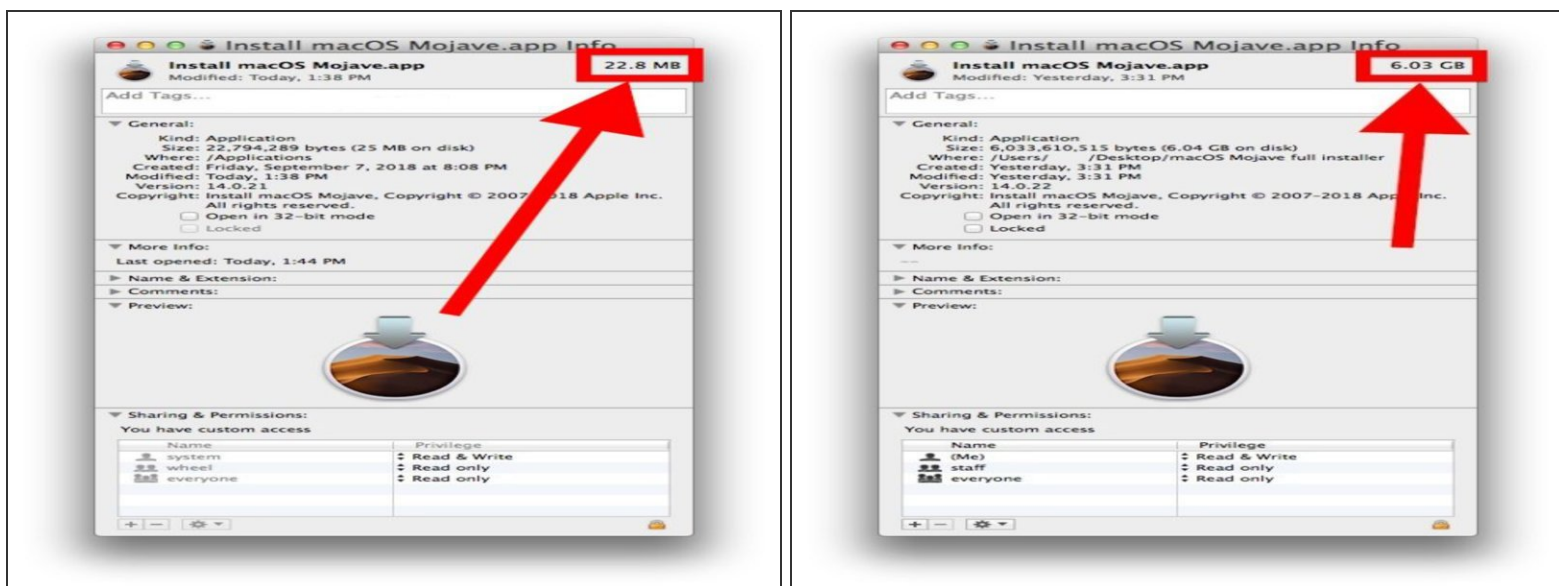 Install macOS Mojave.app Info
Install macOS Mojave.app
22.8 MB
Modified: Today, 1:38 PM
Add Tags...
General:
Kind: Application
Size: 22,794,289 bytes (25 MB on disk)
Where: /Applications
Created: Friday, September 7, 2018 at 8:08 PM
Modified: Today, 1:38 PM
Version: 14.0.21
Copyright: Install macOS Mojave, Copyright © 2007 2018 Apple Inc.
All rights reserved.
Open in 32-bit mode
Locked
More Info:
Last opened: Today, 1:44 PM
Name & Extension:
Comments:
Preview:
Sharing & Permissions:
You have custom access
Name Privilege
system Read & Write
wheel Read only
everyone Read only
Install macOS Mojave.app Info
Install macOS Mojave.app
6.03 GB
Modified: Yesterday, 3:31 PM
Add Tags...
General:
Kind: Application
Size: 6,033,610,515 bytes (6.04 GB on disk)
Where: /Users/ /Desktop/macOS Mojave full installer
Created: Yesterday, 3:31 PM
Modified: Yesterday, 3:31 PM
Version: 14.0.22
Copyright: Install macOS Mojave, Copyright © 2007-2018 Inc.
All rights reserved.
Open in 32-bit mode
Locked
More Info:
--
Name & Extension:
Comments:
Preview:
Sharing & Permissions:
You have custom access
Name Privilege
(Me) Read & Write
staff Read only
everyone Read only